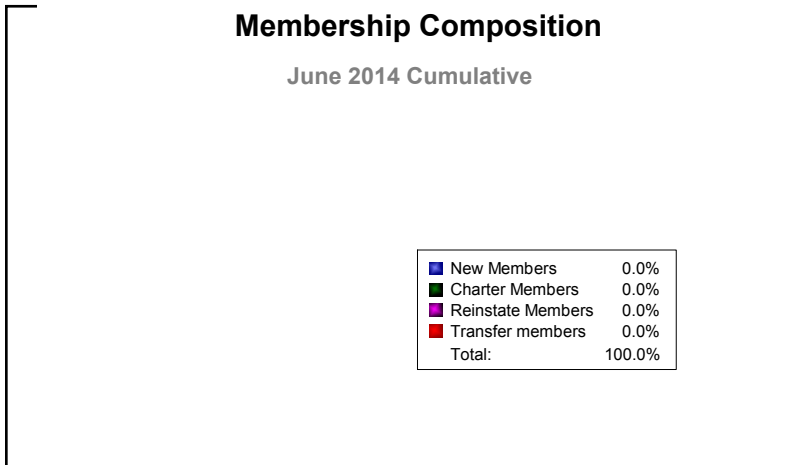 Membership Composition
June 2014 Cumulative
New Members 0.0%
Charter Members 0.0%
Reinstate Members 0.0%
Transfer members 0.0%
Total: 100.0%